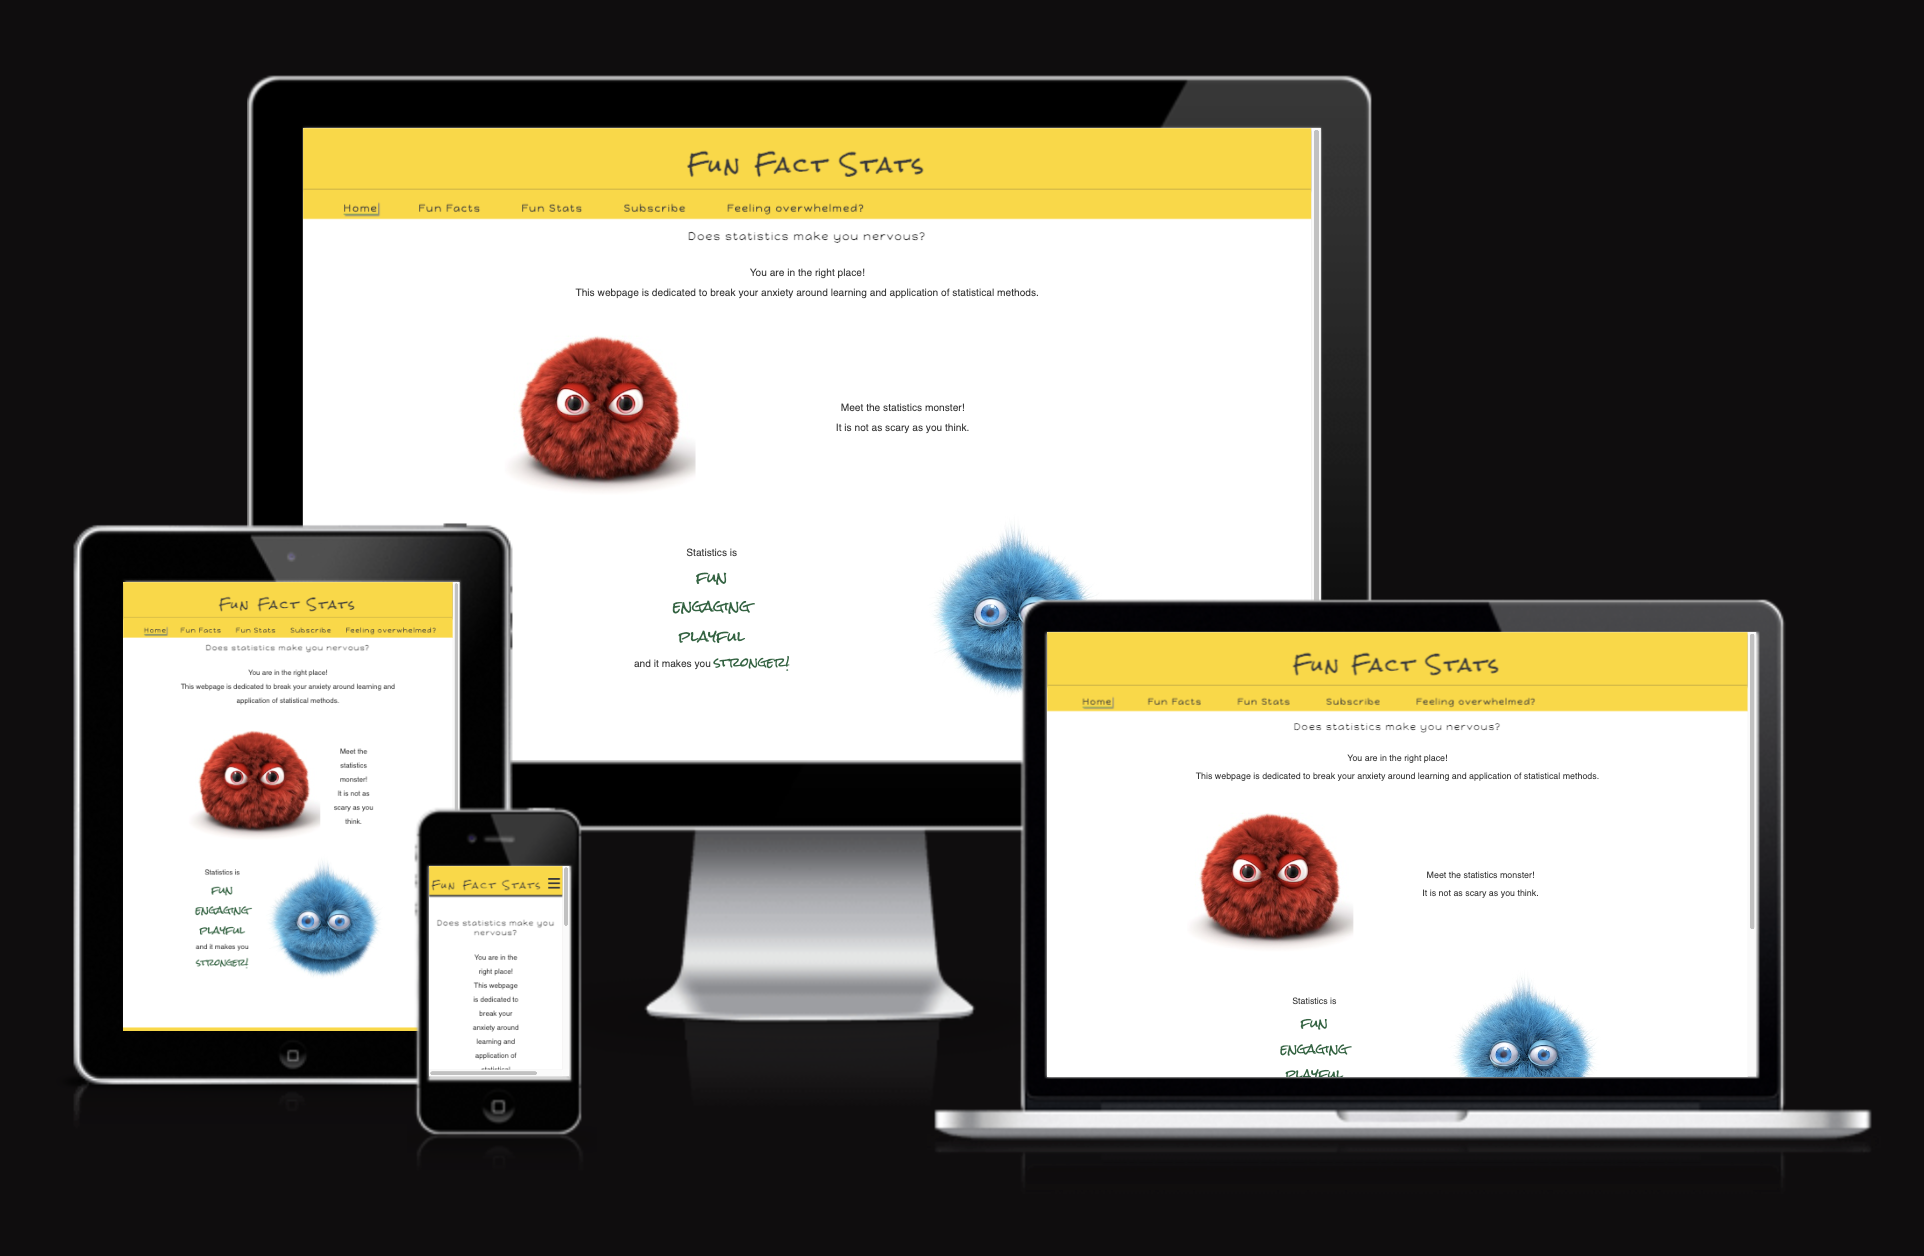 Fun Fact Stats
Home Fun Facts Fun Stats Subscribe Feeling overwhelmed?
Does statistics make you nervous?
You are in the right place!
This webpage is dedicated to break your anxiety around learning and application of statistical methods.
Meet the statistics monster!
It is not as scary as you think.
Statistics is
FUN
ENGAGING
PLAYFUL
and it makes you STRONGER!
Fun Fact Stats
Home Fun Facts Fun Stats Subscribe Feeling overwhelmed?
Does statistics make you nervous?
You are in the right place!
This webpage is dedicated to break your anxiety around learning and
application of statistical methods.
Meet the
statistics
monster!
It is not as
scary as you
think.
Statistics is
FUN
ENGAGING
PLAYFUL
and it makes you
STRONGER!
Fun Fact Stats
Does statistics make you
nervous?
You are in the
right place!
This webpage
is dedicated to
break your
anxiety around
learning and
application of
statistical
Fun Fact Stats
Home Fun Facts Fun Stats Subscribe Feeling overwhelmed?
Does statistics make you nervous?
You are in the right place!
This webpage is dedicated to break your anxiety around learning and application of statistical methods.
Meet the statistics monster!
It is not as scary as you think.
Statistics is
FUN
ENGAGING
PLAYFUL